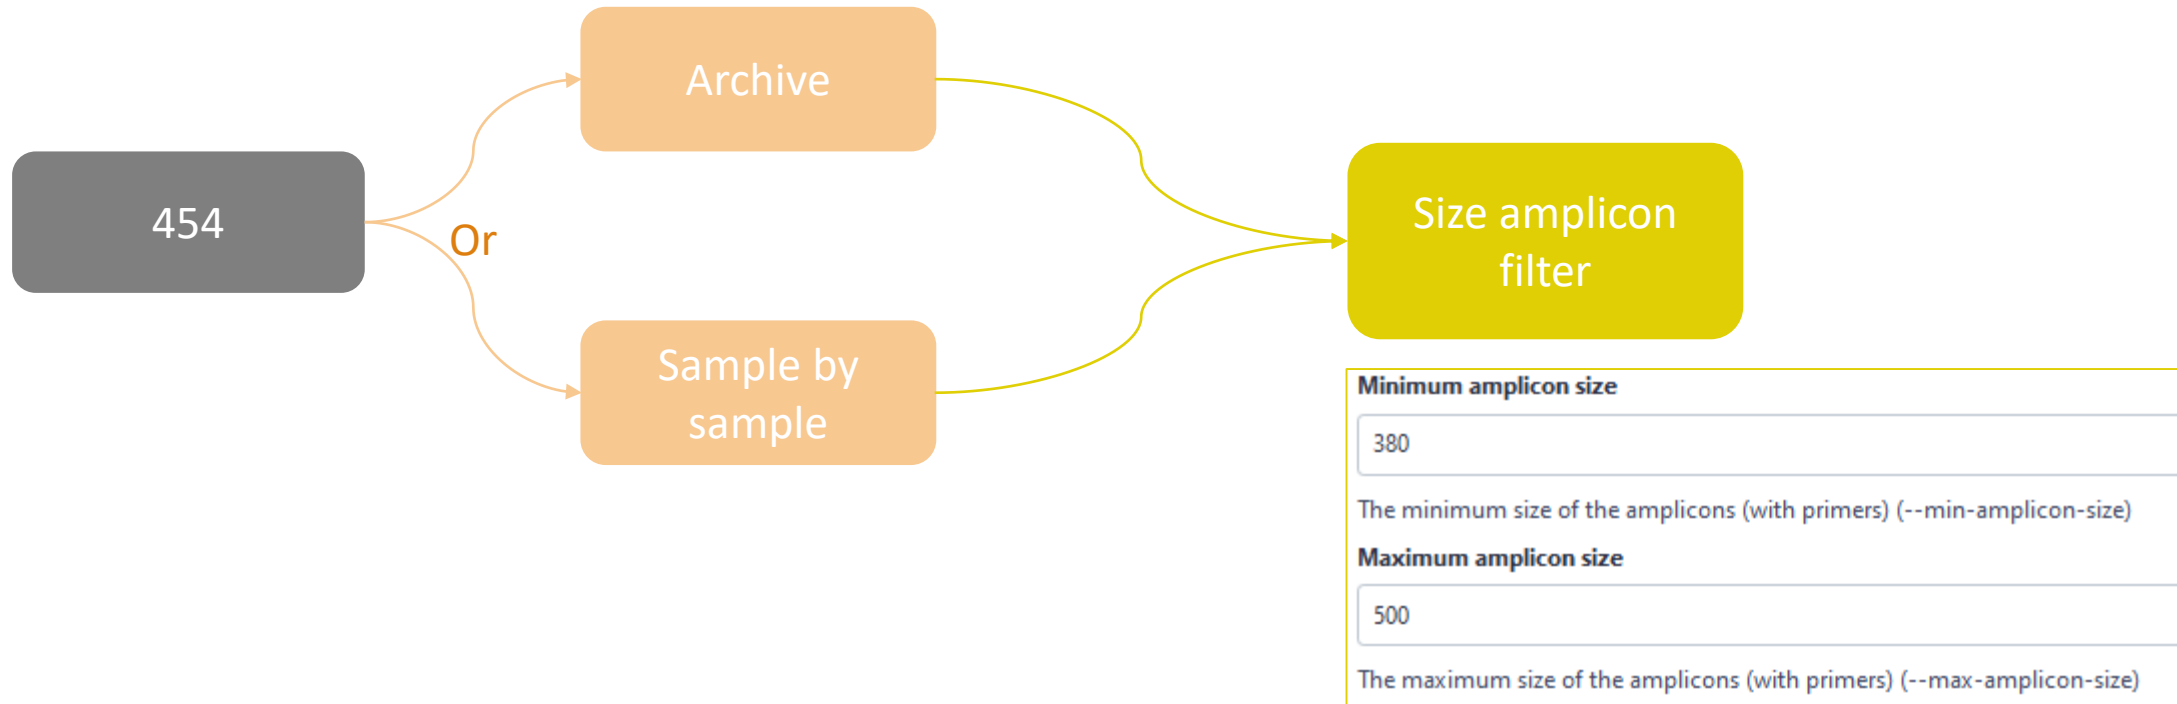 Archive
454
Or
Sample by
sample
Size amplicon
filter
Minimum amplicon size
380
The minimum size of the amplicons (with primers) (--min-amplicon-size)
Maximum amplicon size
500
The maximum size of the amplicons (with primers) (--max-amplicon-size)